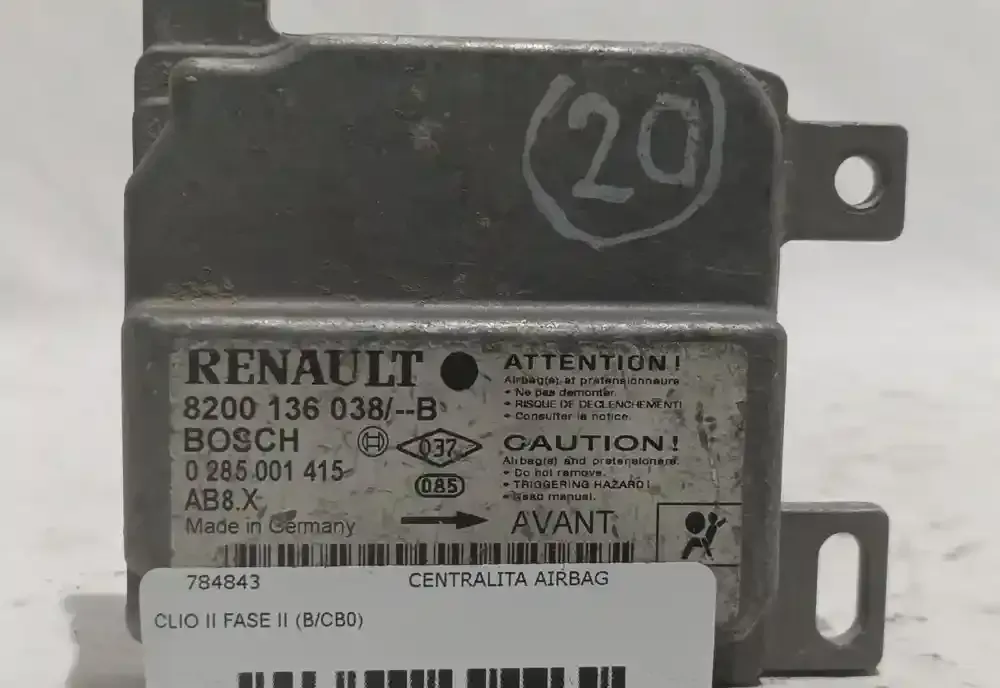 20
RENAULT
8200 136 038/--B
BOSCH
037
0 285 001 415
085
AB8.X
Made in Germany
AVANT
ATTENTION !
Airbag(s) et pretensionneurs
• Ne pas demonter.
• RISQUE DE DECLENCHEMENT!
• Consulter la notice.
CAUTION !
Airbag(s) and pretensioners.
• Do not remove.
• TRIGGERING HAZARD!
• Read manual.
784843 CENTRALITA AIRBAG
CLIO II FASE II (B/CB0)